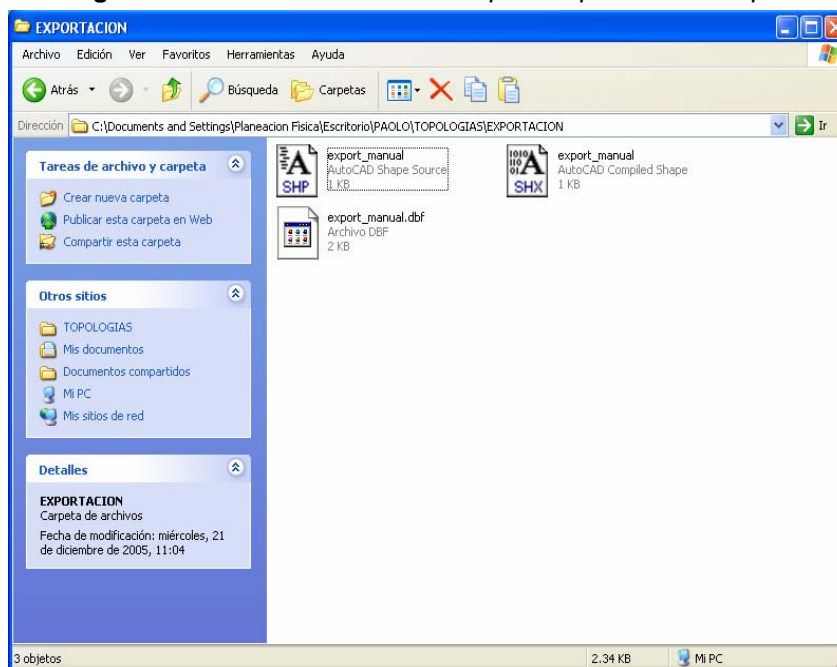 EXPORTACION
Archivo Edición Ver Favoritos Herramientas Ayuda
Atrás Búsqueda Carpetas
Dirección C:\Documents and Settings\Planeacion Fisica\Escritorio\PAOLO\TOPOLOGIAS\EXPORTACION Ir
Tareas de archivo y carpeta
Crear nueva carpeta
Publicar esta carpeta en Web
Compartir esta carpeta
Otros sitios
TOPOLOGIAS
Mis documentos
Documentos compartidos
Mi PC
Mis sitios de red
Detalles
EXPORTACION
Carpeta de archivos
Fecha de modificación: miércoles, 21
de diciembre de 2005, 11:04
SHP
export_manual
AutoCAD Shape Source
1 KB
SHX
export_manual
AutoCAD Compiled Shape
1 KB
export_manual.dbf
Archivo DBF
2 KB
3 objetos 2.34 KB Mi PC